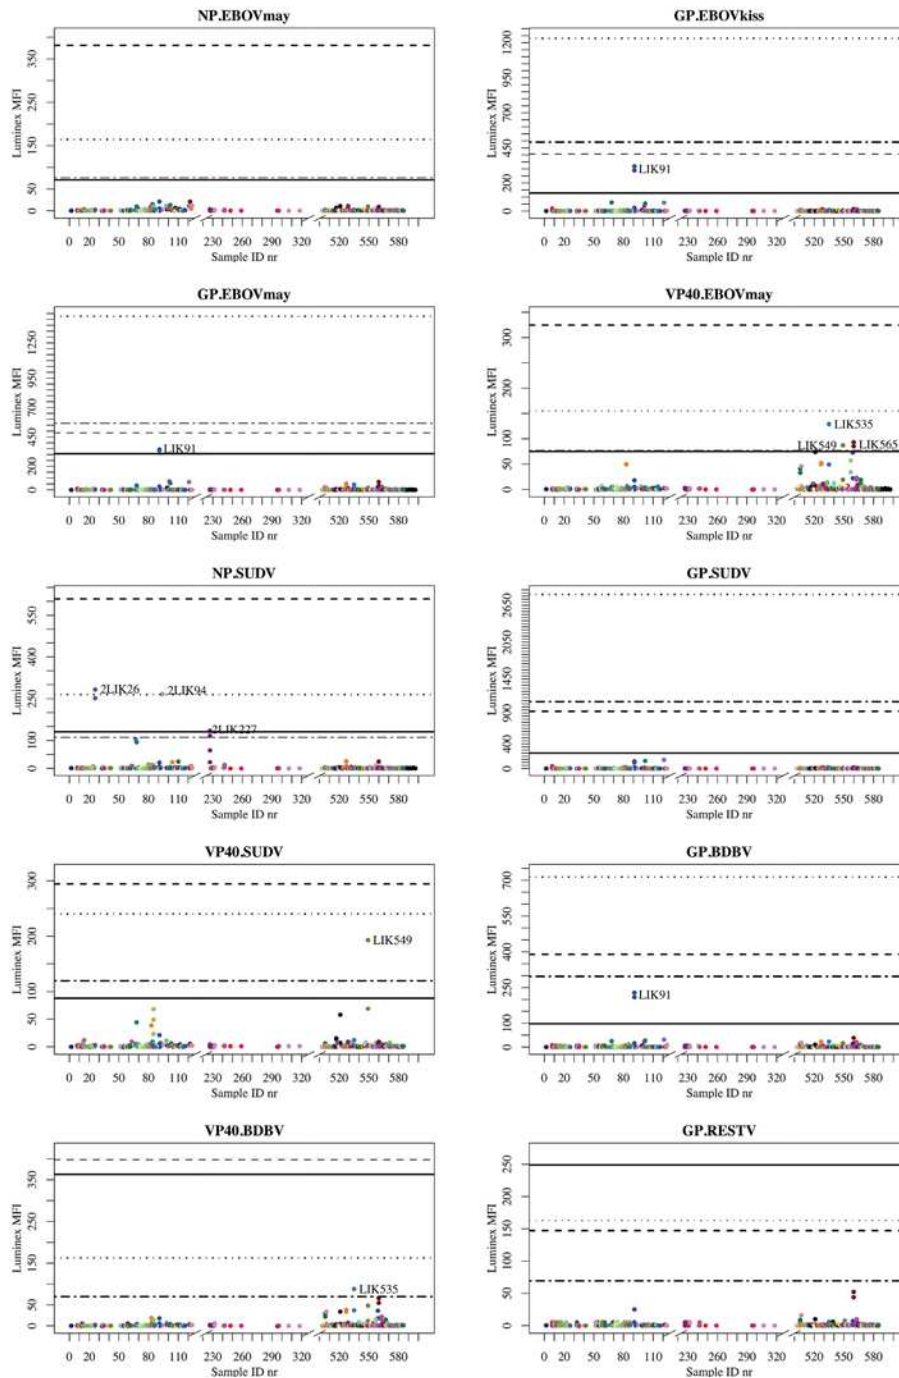 NP.EBOVmay
Luminex MFI
0 50 150 250 350
0 20 50 80 110 230 260 290 320 520 550 580
Sample ID nr
GP.EBOVkiss
Luminex MFI
0 200 450 700 950 1200
LIK91
0 20 50 80 110 230 260 290 320 520 550 580
Sample ID nr
GP.EBOVmay
Luminex MFI
0 200 450 700 950 1250
LIK91
0 20 50 80 110 230 260 290 320 520 550 580
Sample ID nr
VP40.EBOVmay
Luminex MFI
0 50 100 200 300
LIK535
LIK549 LIK565
0 20 50 80 110 230 260 290 320 520 550 580
Sample ID nr
NP.SUDV
Luminex MFI
0 100 250 400 550
2LIK26 2LIK94
2LIK227
0 20 50 80 110 230 260 290 320 520 550 580
Sample ID nr
GP.SUDV
Luminex MFI
0 400 900 1450 2050 2650
0 20 50 80 110 230 260 290 320 520 550 580
Sample ID nr
VP40.SUDV
Luminex MFI
0 50 100 200 300
LIK549
0 20 50 80 110 230 260 290 320 520 550 580
Sample ID nr
GP.BDBV
Luminex MFI
0 100 250 400 550 700
LIK91
0 20 50 80 110 230 260 290 320 520 550 580
Sample ID nr
VP40.BDBV
Luminex MFI
0 50 150 250 350
LIK535
0 20 50 80 110 230 260 290 320 520 550 580
Sample ID nr
GP.RESTV
Luminex MFI
0 50 100 150 200 250
0 20 50 80 110 230 260 290 320 520 550 580
Sample ID nr